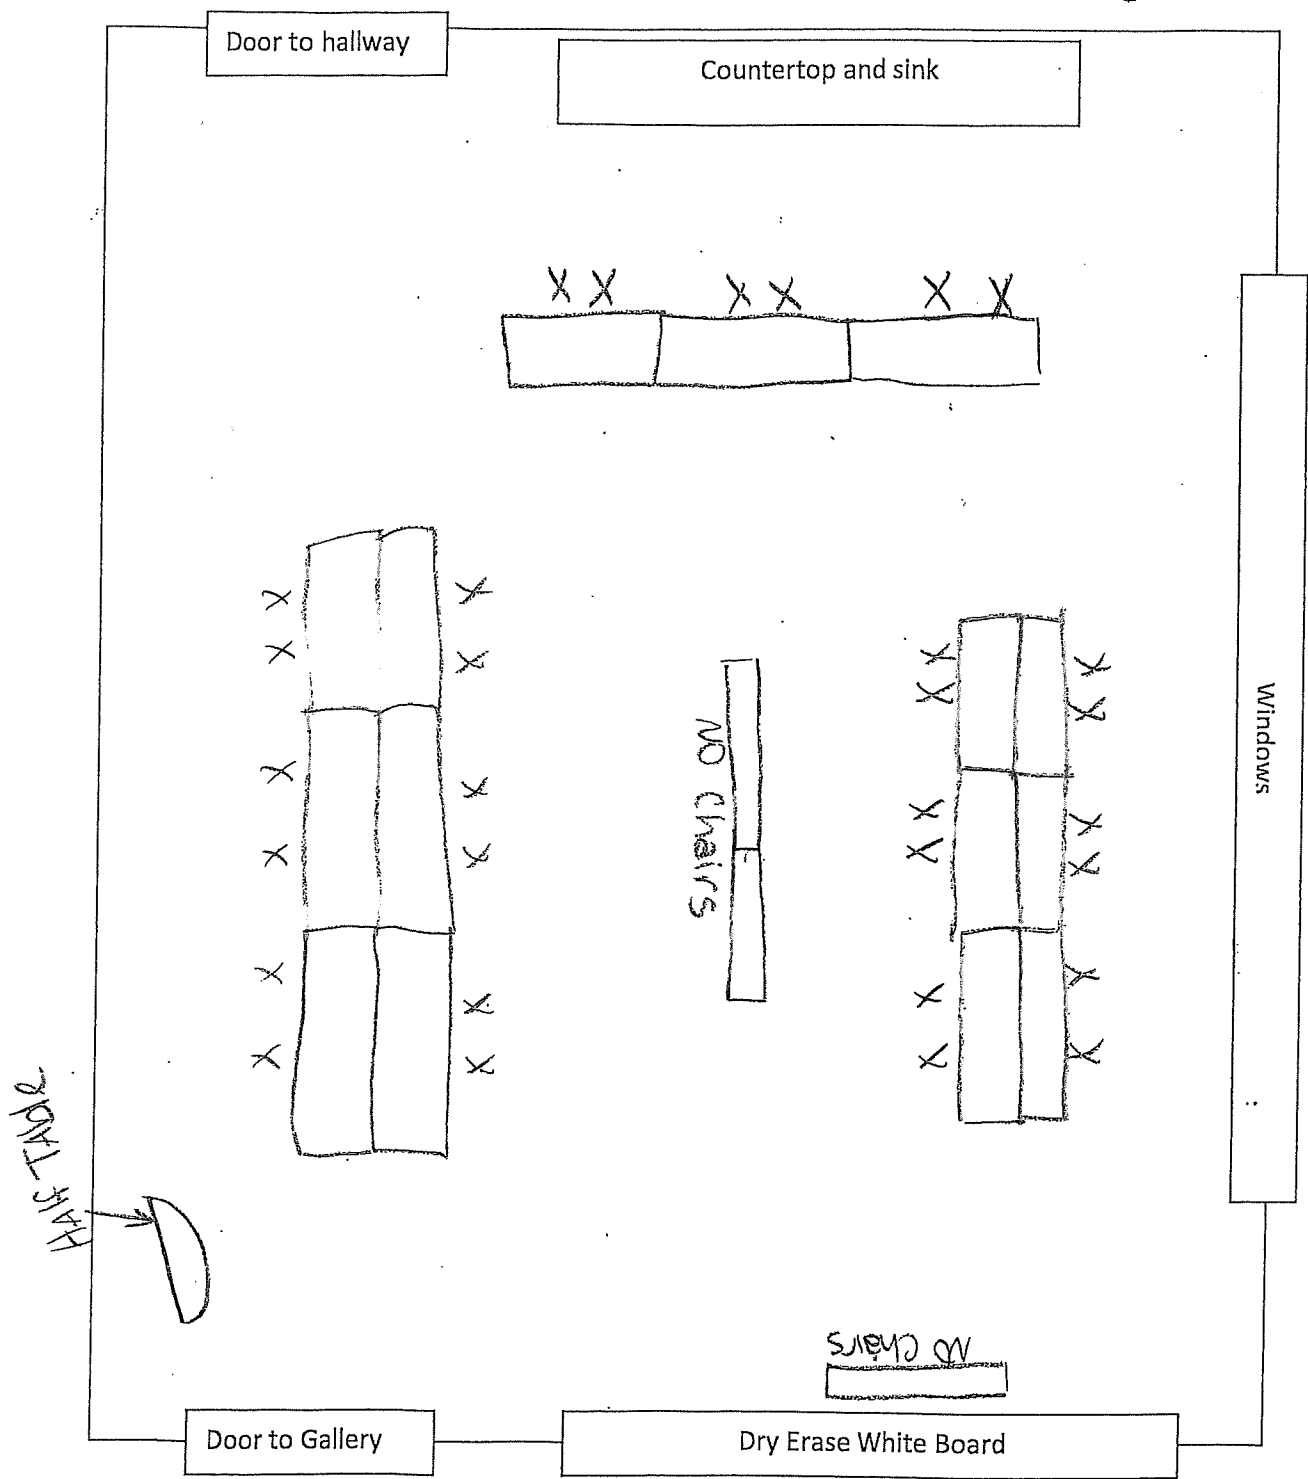 Door to hallway
Countertop and sink
X X X X X X
X X
X X
X X
X X
X X
X X
NO Chairs
X X
X X
X X
X X
X X
X X
Windows
HAlf TAble
NO Chairs
Door to Gallery
Dry Erase White Board